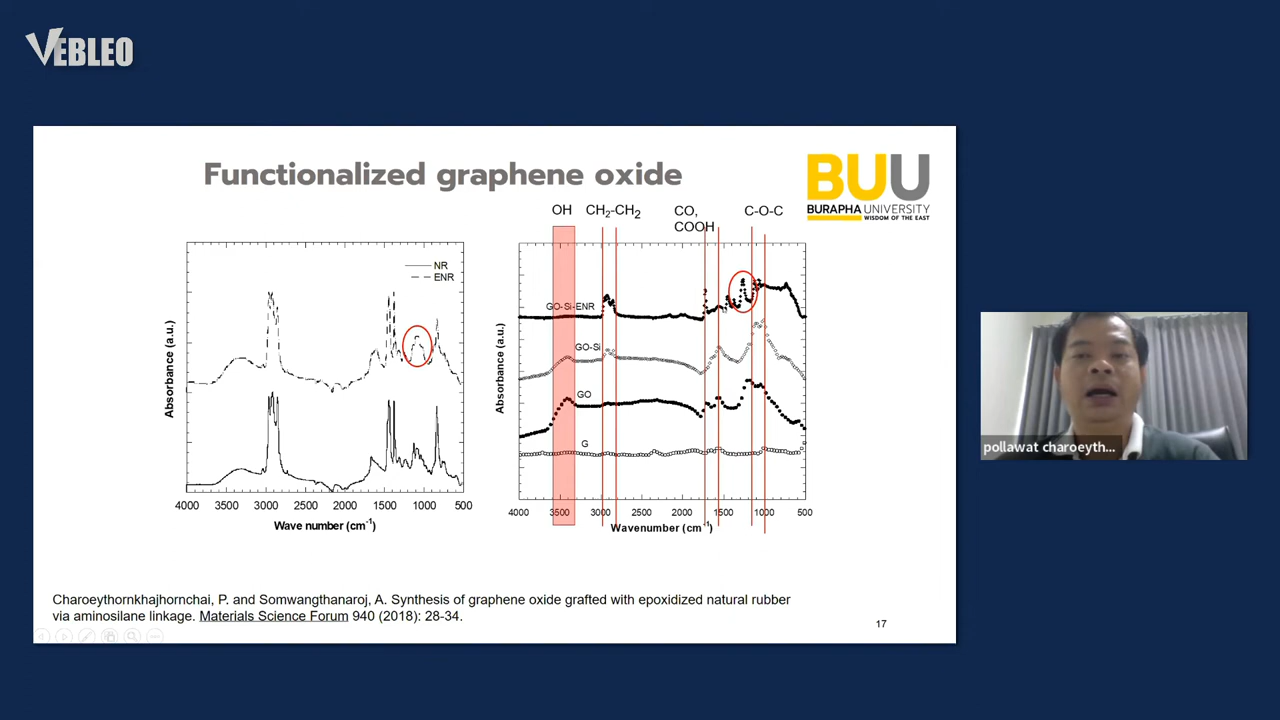 VEBLEO
Functionalized graphene oxide
BUU
BURAPHA UNIVERSITY
WISDOM OF THE EAST
OH
CH2-CH2
CO,
COOH
C-O-C
NR
ENR
Absorbance (a.u.)
4000 3500 3000 2500 2000 1500 1000 500
Wave number (cm-1)
GO-Si-ENR
GO-Si
GO
G
Absorbance (a.u.)
4000 3500 3000 2500 2000 1500 1000 500
Wavenumber (cm-1)
pollawat charoeyth...
Charoeythornkhajhornchai, P. and Somwangthanaroj, A. Synthesis of graphene oxide grafted with epoxidized natural rubber
via aminosilane linkage. Materials Science Forum 940 (2018): 28-34.
17